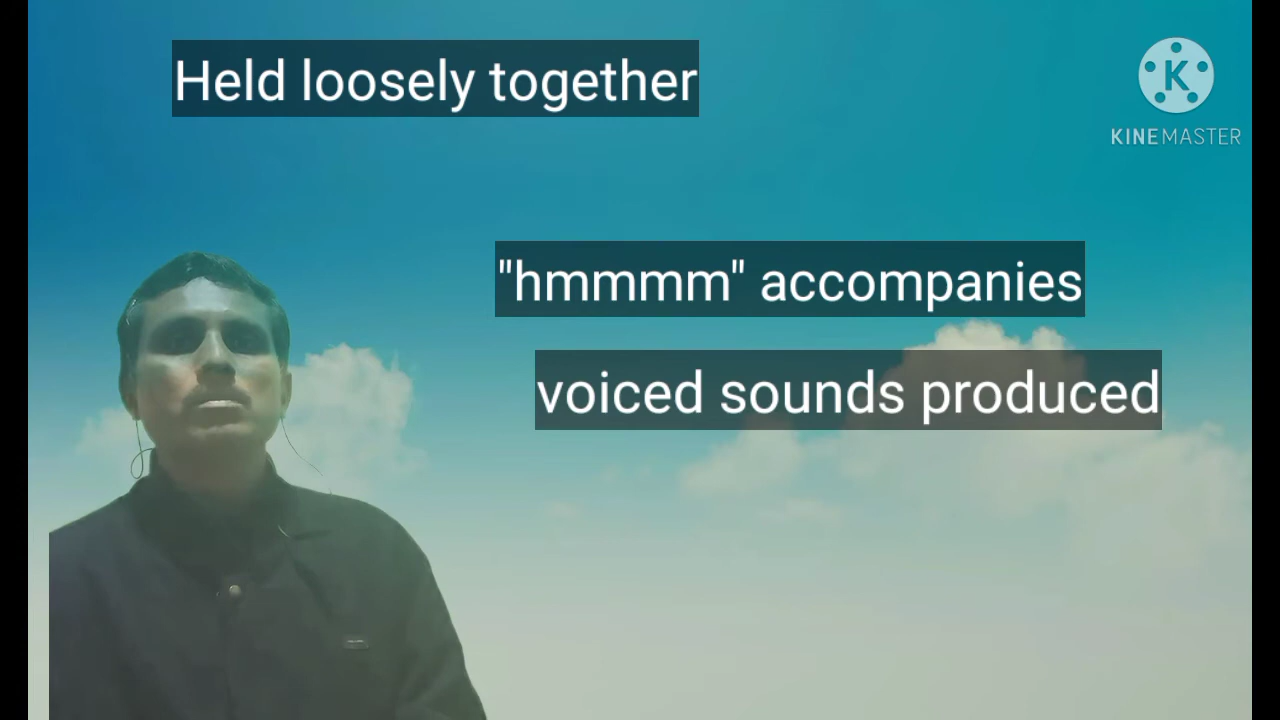 Held loosely together
K
KINEMASTER
"hmmmm" accompanies
voiced sounds produced